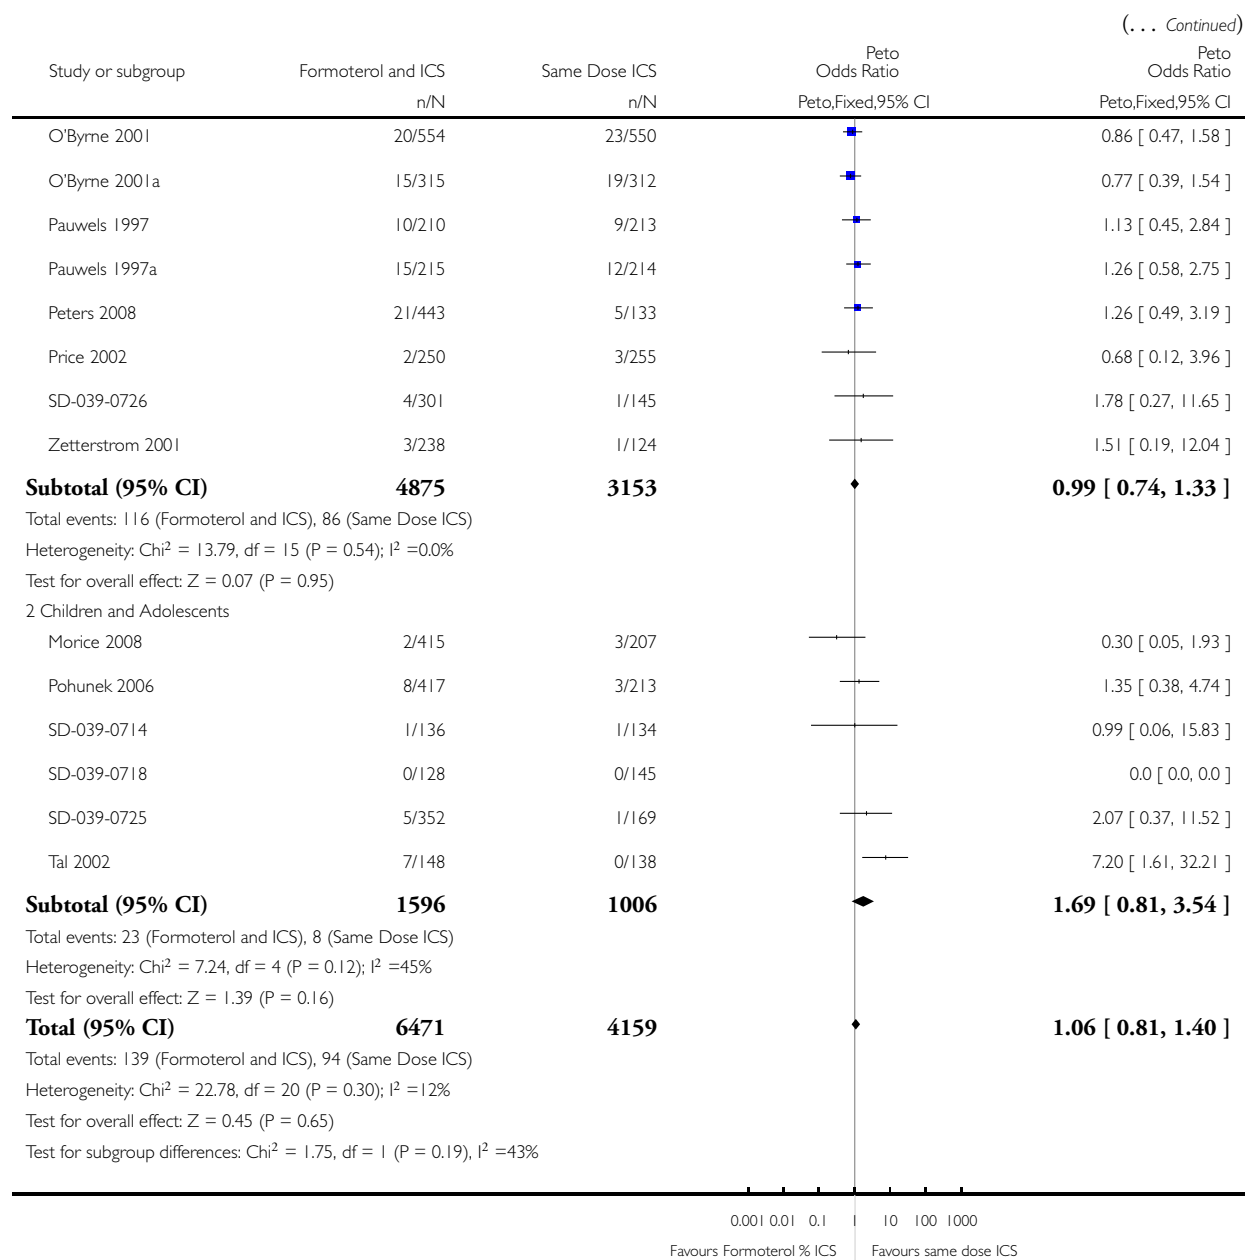 (... Continued)
Peto Peto
Study or subgroup Formoterol and ICS Same Dose ICS Odds Ratio Odds Ratio
n/N n/N Peto,Fixed,95% CI Peto,Fixed,95% CI
O'Byrne 2001 20/554 23/550 0.86 [ 0.47, 1.58 ]
O'Byrne 2001a 15/315 19/312 0.77 [ 0.39, 1.54 ]
Pauwels 1997 10/210 9/213 1.13 [ 0.45, 2.84 ]
Pauwels 1997a 15/215 12/214 1.26 [ 0.58, 2.75 ]
Peters 2008 21/443 5/133 1.26 [ 0.49, 3.19 ]
Price 2002 2/250 3/255 0.68 [ 0.12, 3.96 ]
SD-039-0726 4/301 1/145 1.78 [ 0.27, 11.65 ]
Zetterstrom 2001 3/238 1/124 1.51 [ 0.19, 12.04 ]
Subtotal (95% CI) 4875 3153 0.99 [ 0.74, 1.33 ]
Total events: 116 (Formoterol and ICS), 86 (Same Dose ICS)
Heterogeneity: Chi² = 13.79, df = 15 (P = 0.54); I² =0.0%
Test for overall effect: Z = 0.07 (P = 0.95)
2 Children and Adolescents
Morice 2008 2/415 3/207 0.30 [ 0.05, 1.93 ]
Pohunek 2006 8/417 3/213 1.35 [ 0.38, 4.74 ]
SD-039-0714 1/136 1/134 0.99 [ 0.06, 15.83 ]
SD-039-0718 0/128 0/145 0.0 [ 0.0, 0.0 ]
SD-039-0725 5/352 1/169 2.07 [ 0.37, 11.52 ]
Tal 2002 7/148 0/138 7.20 [ 1.61, 32.21 ]
Subtotal (95% CI) 1596 1006 1.69 [ 0.81, 3.54 ]
Total events: 23 (Formoterol and ICS), 8 (Same Dose ICS)
Heterogeneity: Chi² = 7.24, df = 4 (P = 0.12); I² =45%
Test for overall effect: Z = 1.39 (P = 0.16)
Total (95% CI) 6471 4159 1.06 [ 0.81, 1.40 ]
Total events: 139 (Formoterol and ICS), 94 (Same Dose ICS)
Heterogeneity: Chi² = 22.78, df = 20 (P = 0.30); I² =12%
Test for overall effect: Z = 0.45 (P = 0.65)
Test for subgroup differences: Chi² = 1.75, df = 1 (P = 0.19), I² =43%
0.001 0.01 0.1 1 10 100 1000
Favours Formoterol % ICS Favours same dose ICS